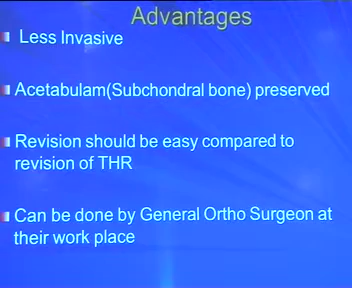 Advantages
Less Invasive
Acetabulam(Subchondral bone) preserved
Revision should be easy compared to
revision of THR
Can be done by General Ortho Surgeon at
their work place